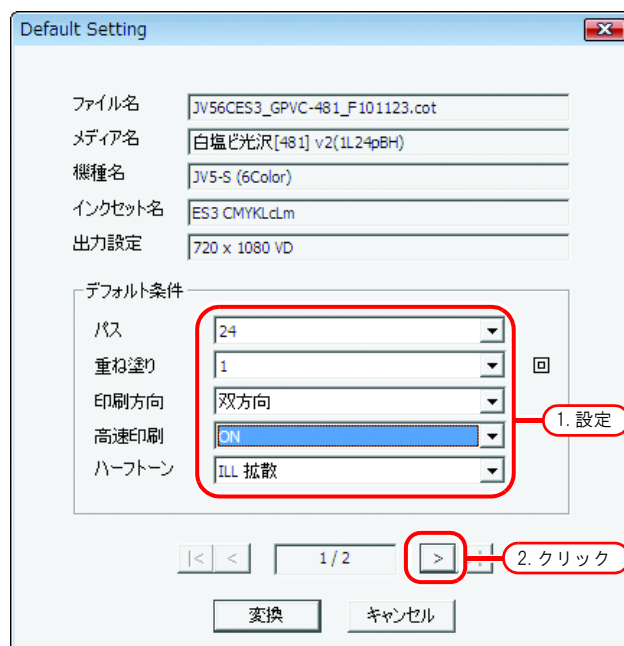 Default Setting
ファイル名 JV56CES3_GPVC-481_F101123.cot
メディア名 白塩ビ光沢[481] v2(1L24pBH)
機種名 JV5-S (6Color)
インクセット名 ES3 CMYKLcLm
出力設定 720 x 1080 VD
デフォルト条件
パス 24
重ね塗り 1 回
印刷方向 双方向
高速印刷 ON
ハーフトーン ILL 拡散
1. 設定
|< < 1 / 2 >
2. クリック
変換 キャンセル